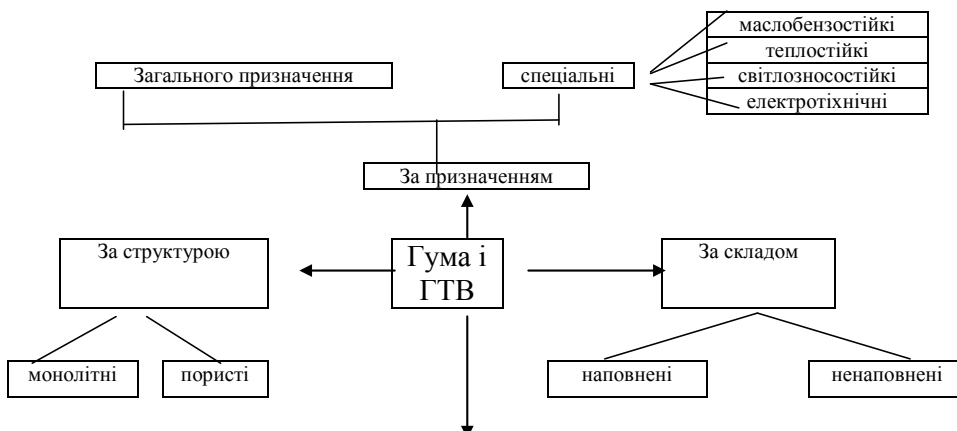 маслобензостійкі
теплостійкі
Загального призначення
спеціальні
світлозносостійкі
електротіхнічні
За призначенням
За структурою
Гума і
ГТВ
За складом
монолітні
пористі
наповнені
ненаповнені